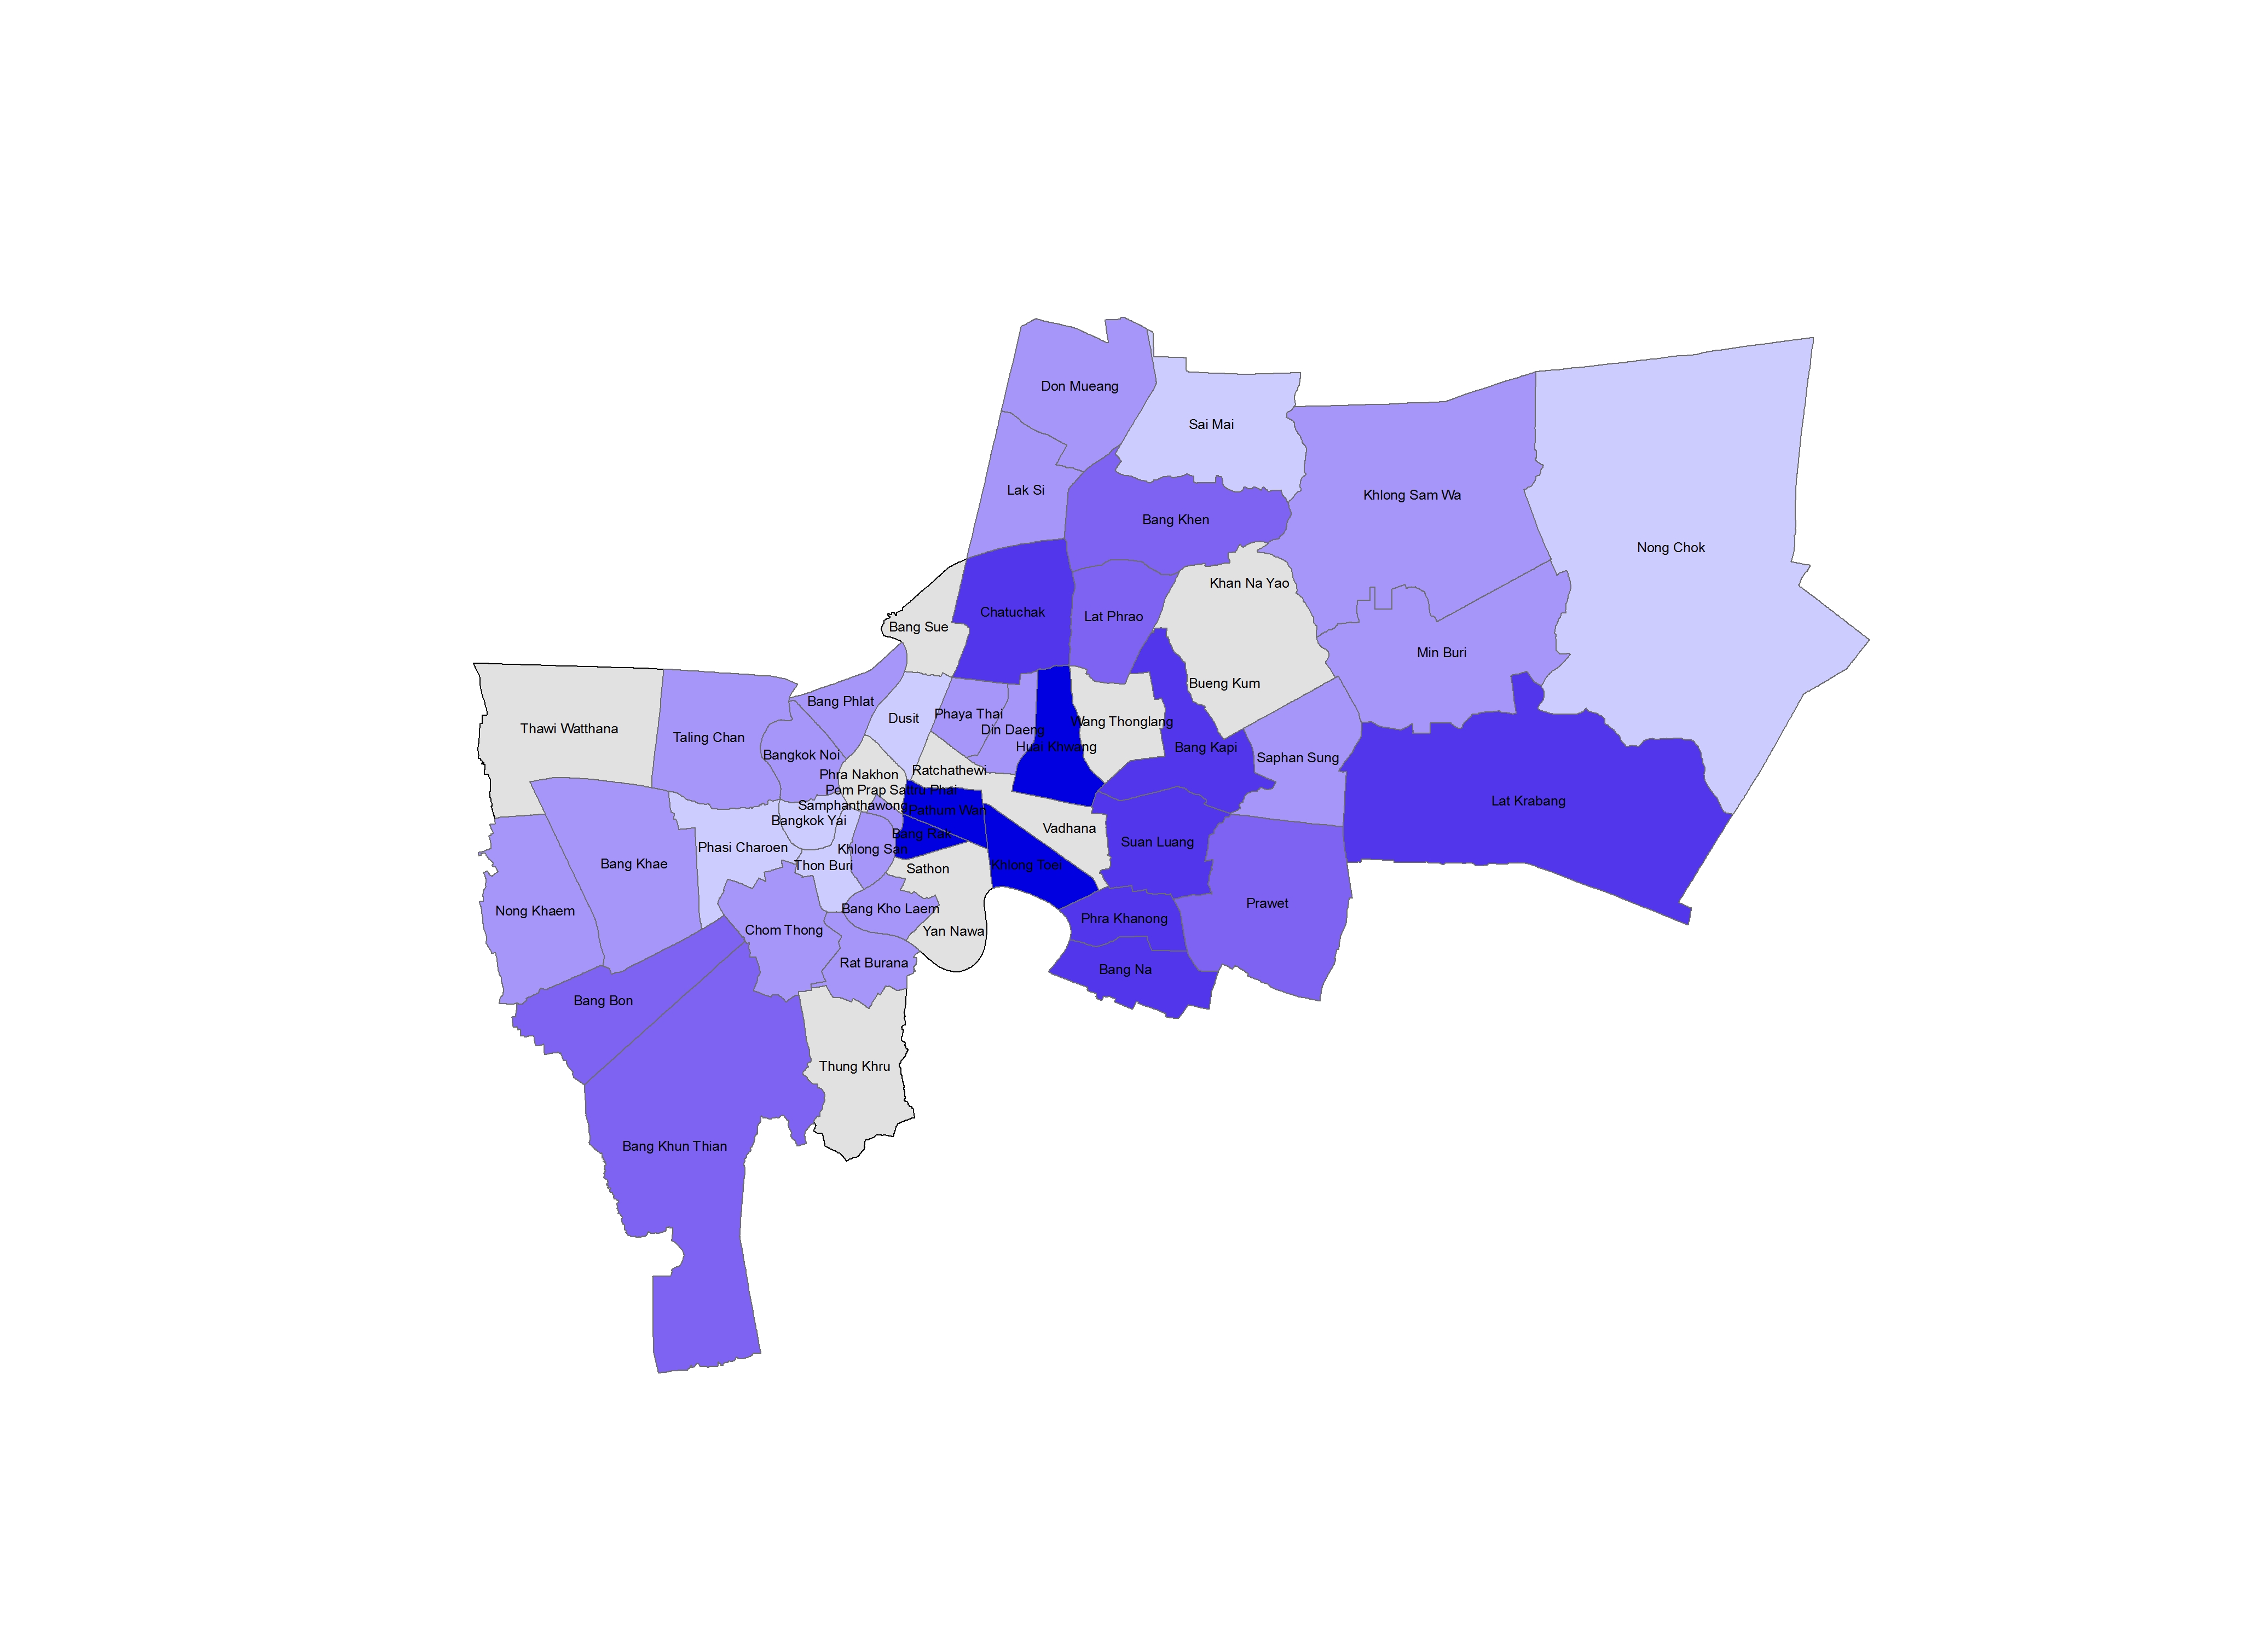 Don Mueang
Sai Mai
Lak Si
Khlong Sam Wa
Bang Khen
Nong Chok
Khan Na Yao
Chatuchak
Lat Phrao
Bang Sue
Min Buri
Bueng Kum
Bang Phlat
Dusit
Phaya Thai
Wang Thonglang
Thawi Watthana
Din Daeng
Taling Chan
Huai Khwang
Bang Kapi
Bangkok Noi
Saphan Sung
Ratchathewi
Phra Nakhon
Pom Prap Sattru Phai
Lat Krabang
Samphanthawong
Pathum Wan
Bangkok Yai
Vadhana
Bang Rak
Suan Luang
Phasi Charoen
Khlong San
Bang Khae
Thon Buri
Khlong Toei
Sathon
Prawet
Bang Kho Laem
Nong Khaem
Phra Khanong
Chom Thong
Yan Nawa
Rat Burana
Bang Na
Bang Bon
Thung Khru
Bang Khun Thian